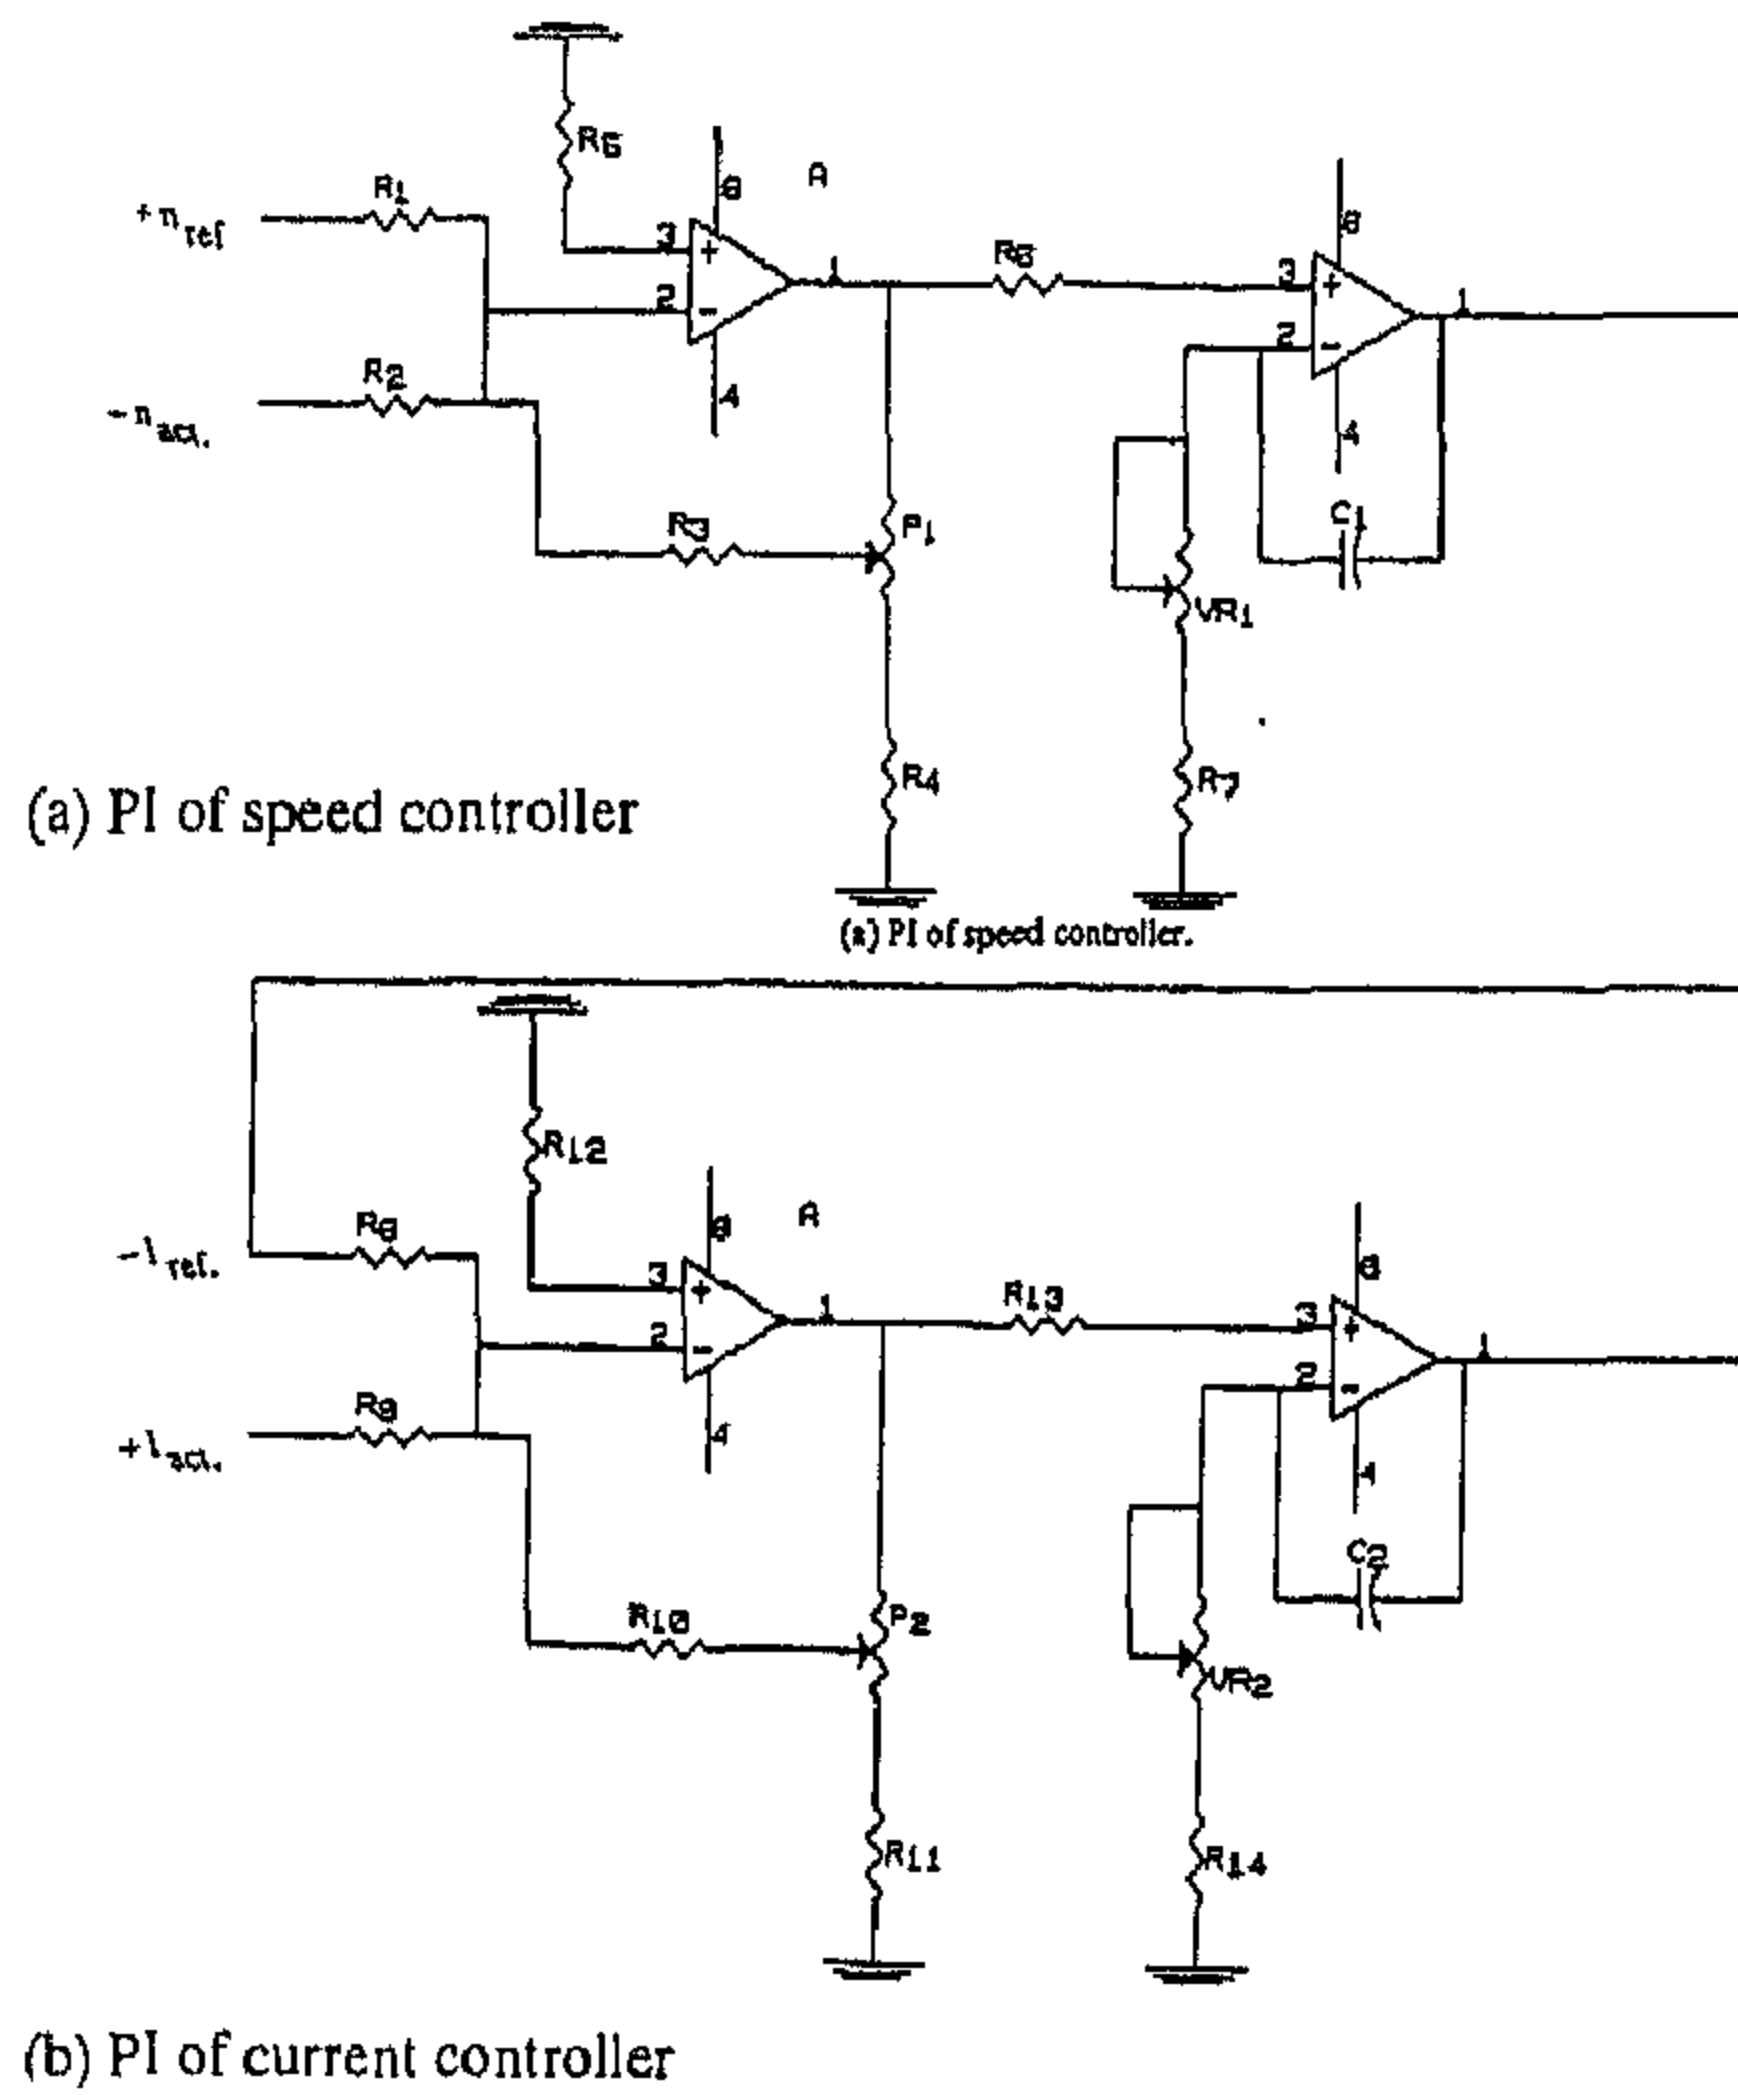 R5
R1
8
A
+n ref
3
+
1
R6
8
3
+
1
2
-
2
-
R2
4
-n act.
4
C1
R3
P1
VR1
R4
R7
(a) PI of speed controller
(a) PI of speed controller.
R12
R8
8
A
-i ref.
3
+
1
R13
8
3
+
1
2
-
2
-
R9
4
+i act.
4
C2
R10
P2
VR2
R11
R14
(b) PI of current controller